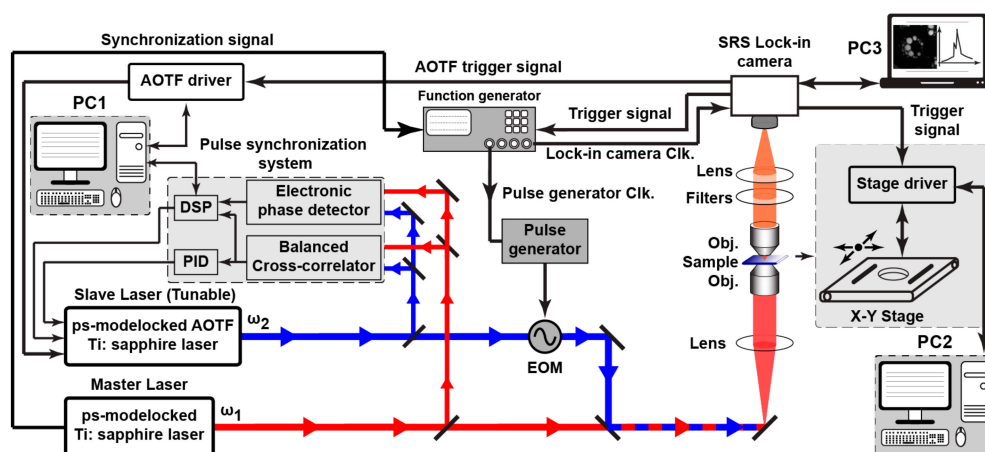 Synchronization signal
SRS Lock-in
camera
PC3
AOTF driver
AOTF trigger signal
PC1
Function generator
Trigger signal
Trigger
signal
Lock-in camera Clk.
Pulse synchronization
system
Lens
Filters
Stage driver
Electronic
phase detector
DSP
Pulse generator Clk.
Pulse
generator
Obj.
Sample
Obj.
Balanced
Cross-correlator
PID
Slave Laser (Tunable)
ω2
ps-modelocked AOTF
Ti: sapphire laser
X-Y Stage
Lens
PC2
EOM
Master Laser
ω1
ps-modelocked
Ti: sapphire laser